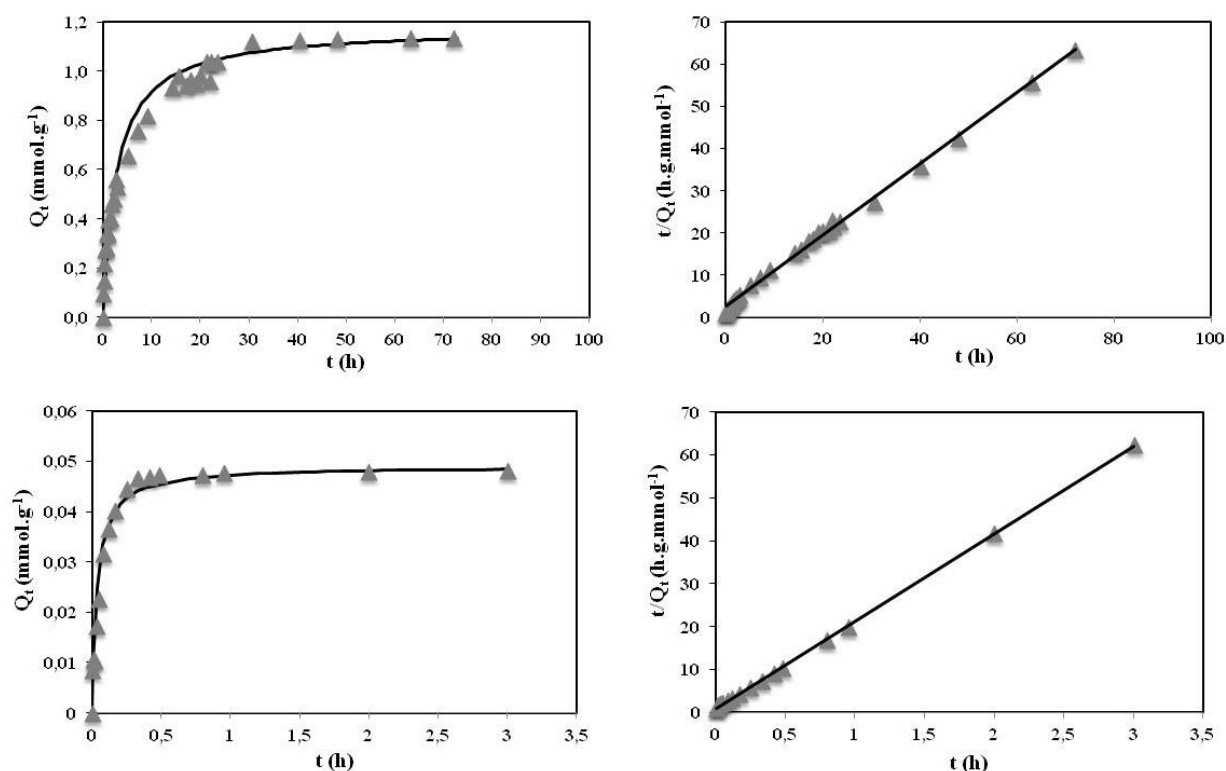 1,2
1,0
0,8
0,6
0,4
0,2
0,0
Qt (mmol.g-1)
0 10 20 30 40 50 60 70 80 90 100
t (h)
70
60
50
40
30
20
10
0
t/Qt (h.g.mmol-1)
0 20 40 60 80 100
t (h)
0,06
0,05
0,04
0,03
0,02
0,01
0
Qt (mmol.g-1)
0 0,5 1 1,5 2 2,5 3 3,5
t (h)
70
60
50
40
30
20
10
0
t/Qt (h.g.mmol-1)
0 0,5 1 1,5 2 2,5 3 3,5
t (h)